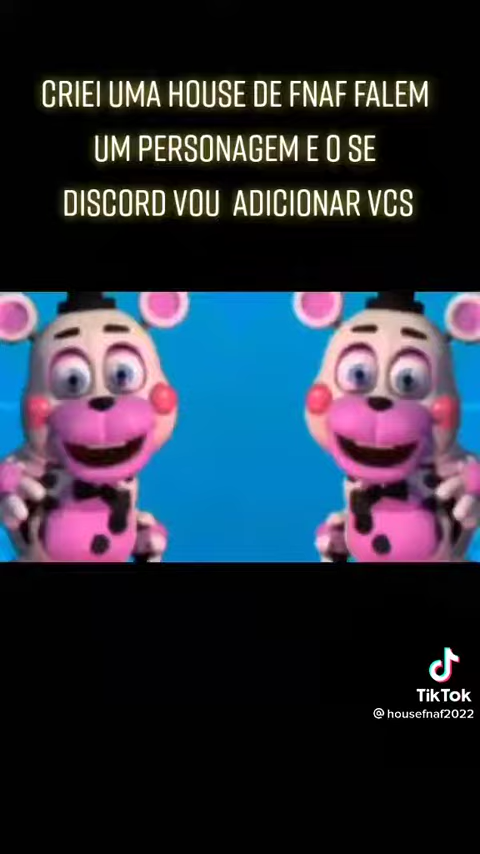 CRIEI UMA HOUSE DE FNAF FALEM
UM PERSONAGEM E O SE
DISCORD VOU ADICIONAR VCS
TikTok
@housefnaf2022